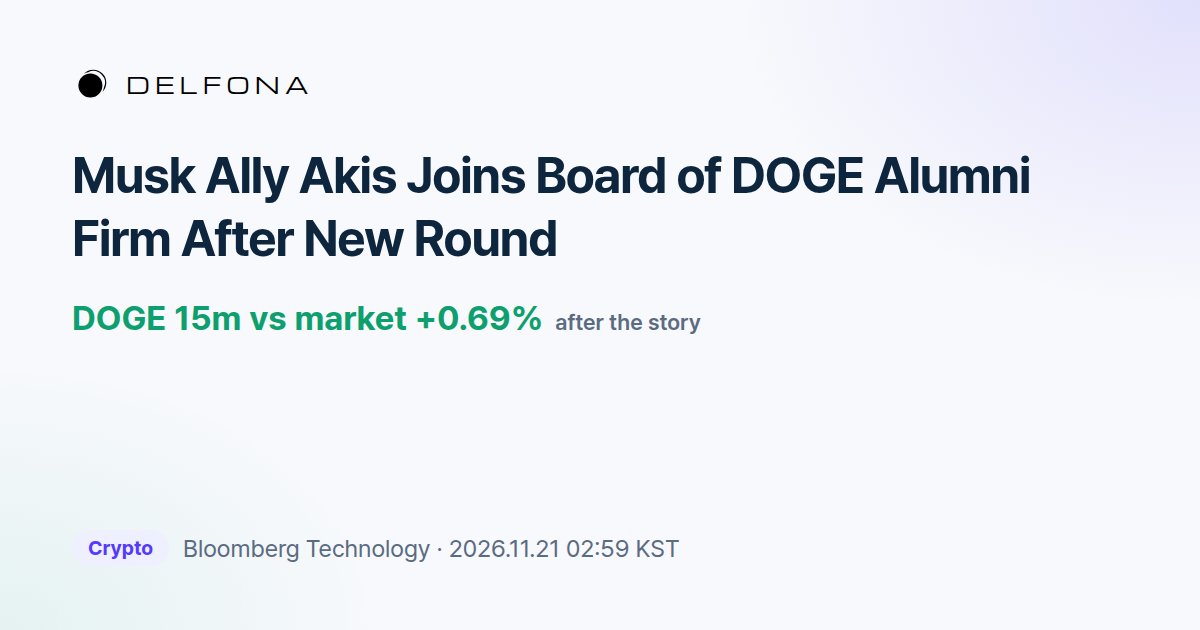 DELFONA
Musk Ally Akis Joins Board of DOGE Alumni
Firm After New Round
DOGE 15m vs market +0.69% after the story
Crypto Bloomberg Technology · 2026.11.21 02:59 KST